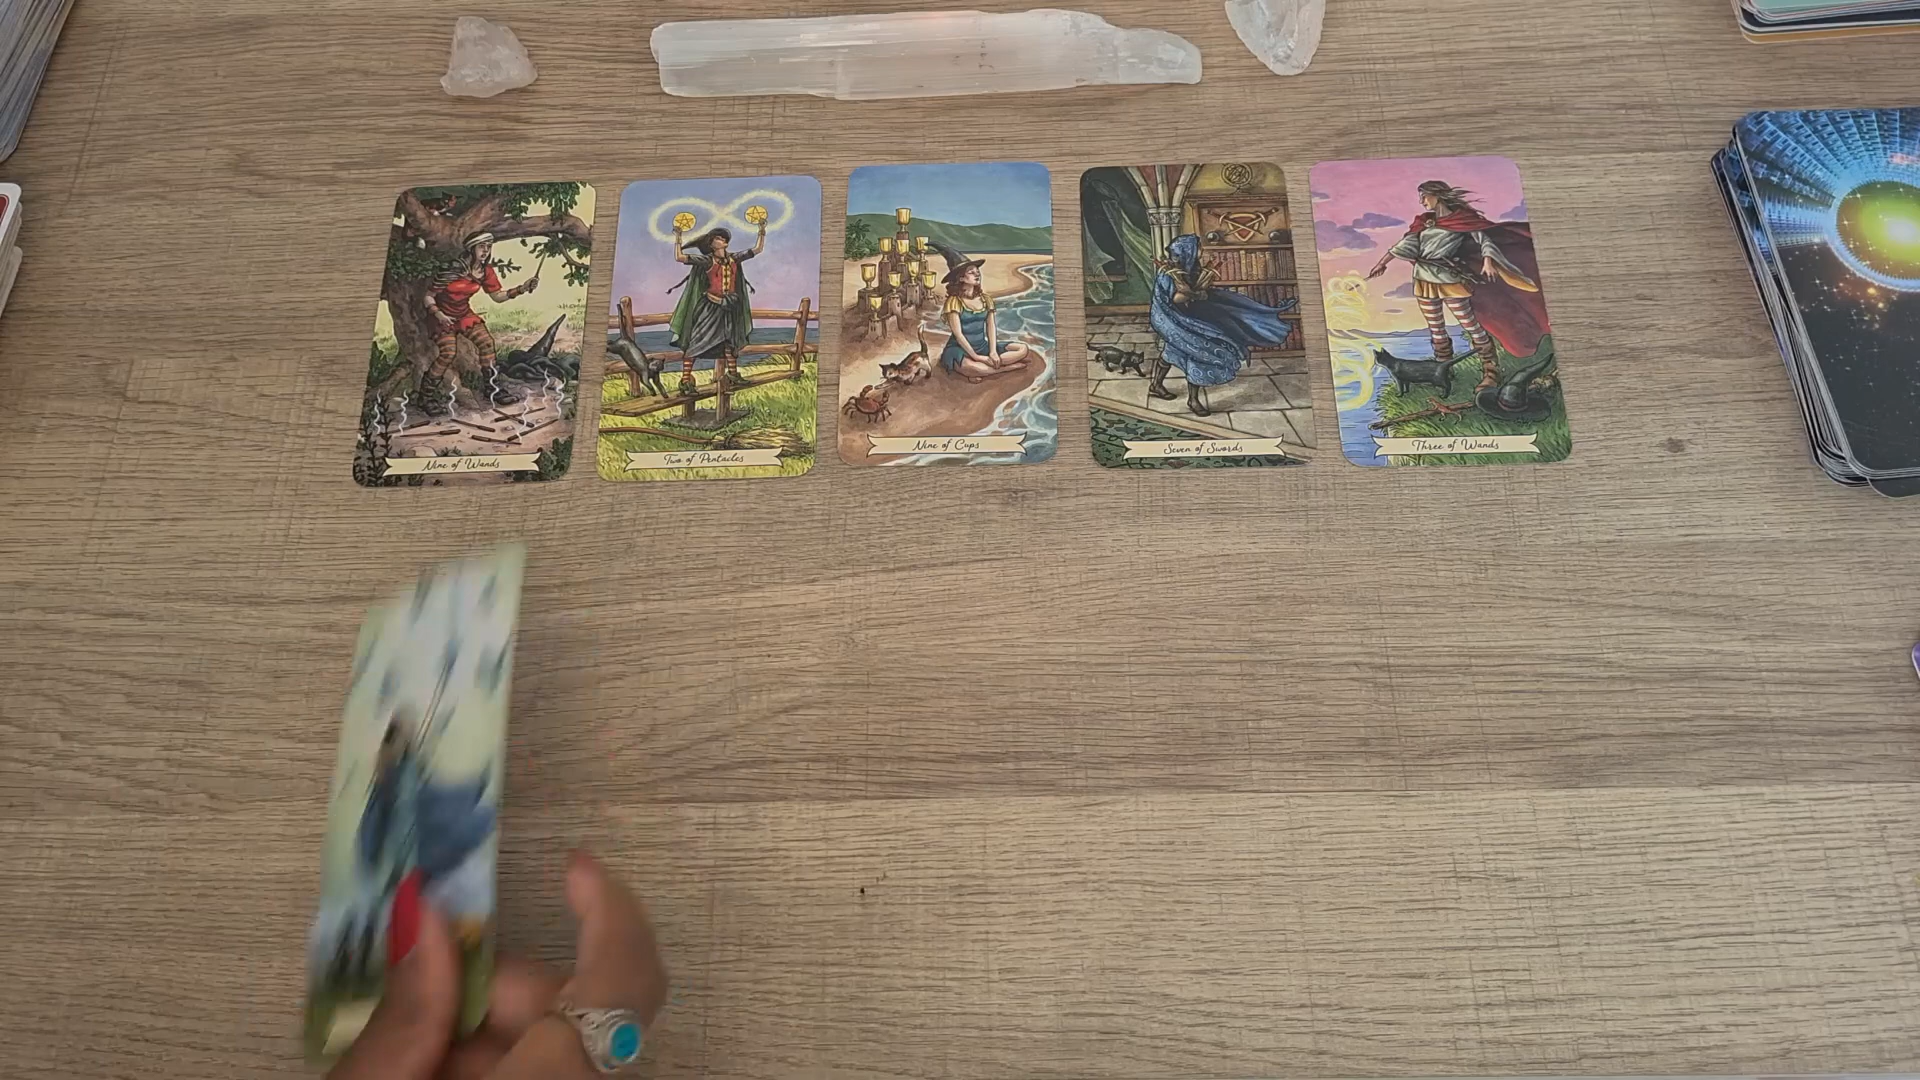 Nine of Wands
Two of Pentacles
Nine of Cups
Seven of Swords
Three of Wands